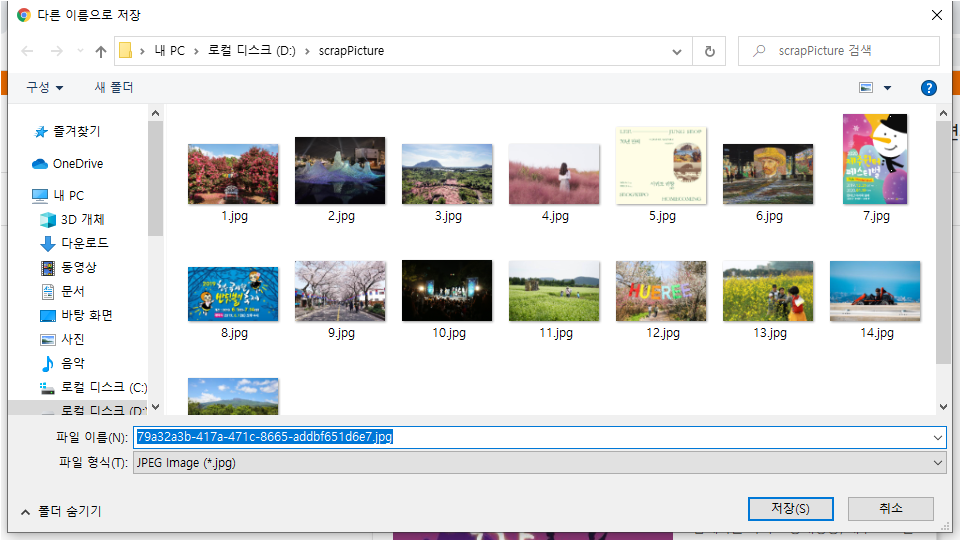 다른 이름으로 저장
내 PC > 로컬 디스크 (D:) > scrapPicture
scrapPicture 검색
구성
새 폴더
즐겨찾기
OneDrive
내 PC
3D 개체
다운로드
동영상
문서
바탕 화면
사진
음악
로컬 디스크 (C:)
로컬 디스크 (D:)
1.jpg
2.jpg
3.jpg
4.jpg
5.jpg
6.jpg
7.jpg
8.jpg
9.jpg
10.jpg
11.jpg
HUEREE
12.jpg
13.jpg
14.jpg
파일 이름(N):
79a32a3b-417a-471c-8665-addbf651d6e7.jpg
파일 형식(T):
JPEG Image (*.jpg)
폴더 숨기기
저장(S)
취소